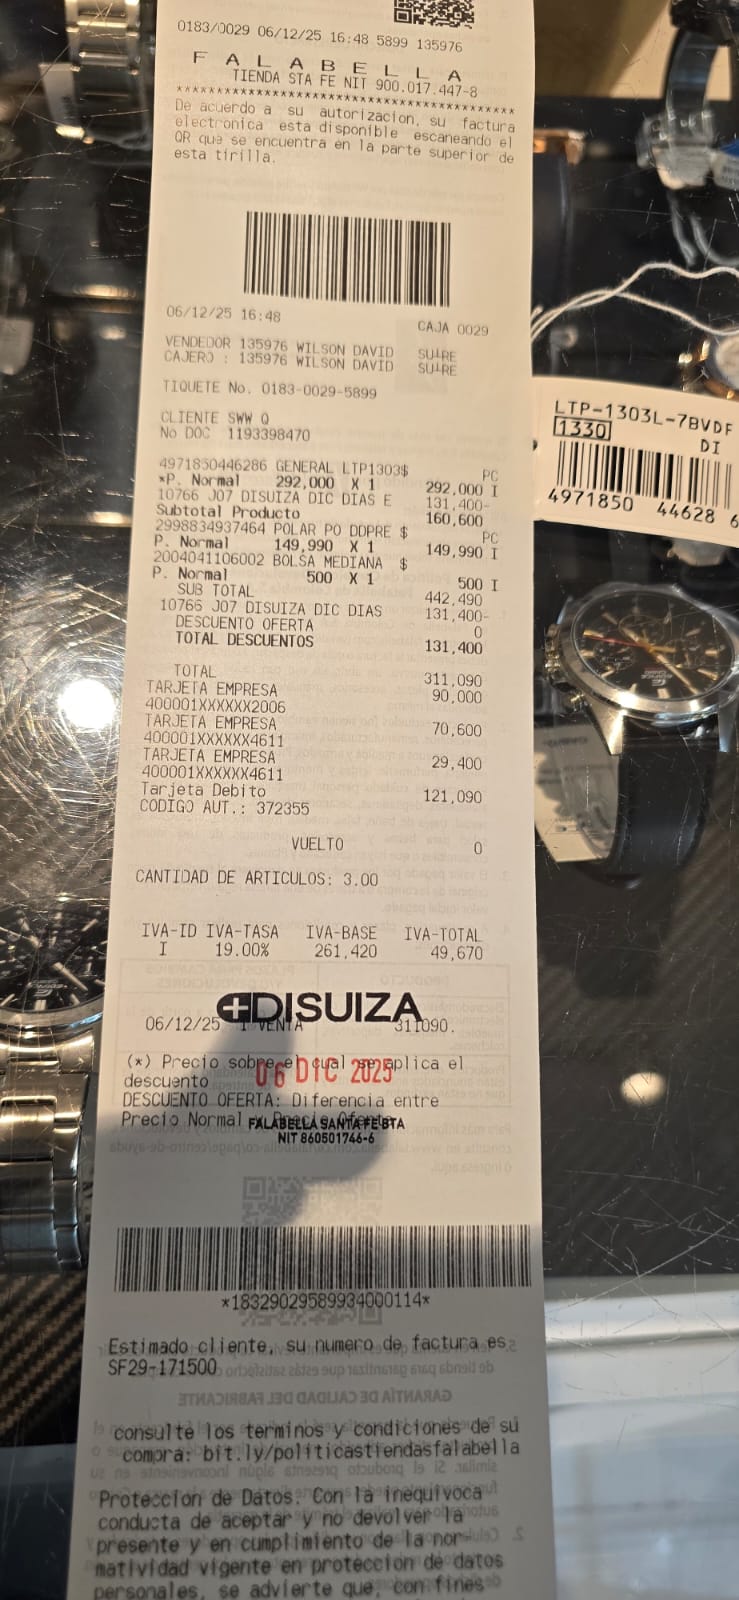 0183/0029 06/12/25 16:48 5899 135976
F A L A B E L L A
TIENDA STA FE NIT 900.017.447-8
De acuerdo a su autorizacion, su factura
electronica esta disponible escaneando el
QR que se encuentra en la parte superior de
esta tirilla.
06/12/25 16:48 CAJA 0029
VENDEDOR 135976 WILSON DAVID
CAJERO : 135976 WILSON DAVID
TIQUETE No. 0183-0029-5899
CLIENTE SWW Q
No DOC 1193398470
4971850446286 GENERAL LTP1303$ PC
*P. Normal 292,000 X 1 292,000 I
10766 J07 DISUIZA DIC DIAS E 131,400-
Subtotal Producto 160,600
2998834937464 POLAR PO DDPRE $ PC
P. Normal 149,990 X 1 149,990 I
2004041106002 BOLSA MEDIANA $
P. Normal 500 X 1 500 I
SUB TOTAL 442,490
10766 J07 DISUIZA DIC DIAS 131,400-
DESCUENTO OFERTA 0
TOTAL DESCUENTOS 131,400
TOTAL 311,090
TARJETA EMPRESA 90,000
400001XXXXXX2006
TARJETA EMPRESA 70,600
400001XXXXXX4611
TARJETA EMPRESA 29,400
400001XXXXXX4611
Tarjeta Debito 121,090
CODIGO AUT.: 372355
VUELTO 0
CANTIDAD DE ARTICULOS: 3.00
IVA-ID IVA-TASA IVA-BASE IVA-TOTAL
I 19.00% 261,420 49,670
DISUIZA
06/12/25 1 VENTA 311090.
(*) Precio sobre el cual se aplica el
descuento
06 DIC 2025
DESCUENTO OFERTA: Diferencia entre
Precio Normal y Precio Oferta
FALABELLA SANTA FE BTA
NIT 860501746-6
*18329029589934000114*
Estimado cliente, su numero de factura es
SF29-171500
consulte los terminos y condiciones de su
compra: bit.ly/politicastiendasfalabella
Proteccion de Datos. Con la inequivoca
conducta de aceptar y no devolver la
presente y en cumplimiento de la nor-
matividad vigente en proteccion de datos
personales, se advierte que, con fines
LTP-1303L-7BVDF
1330 DI
4971850 44628 6
EDIFICE